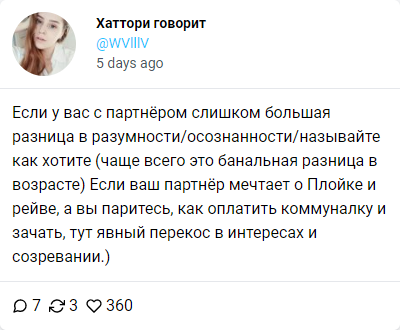 Хаттори говорит
@WVlllV
5 days ago
Если у вас с партнёром слишком большая
разница в разумности/осознанности/называйте
как хотите (чаще всего это банальная разница в
возрасте) Если ваш партнёр мечтает о Плойке и
рейве, а вы паритесь, как оплатить коммуналку и
зачать, тут явный перекос в интересах и
созревании.)
7 3 360